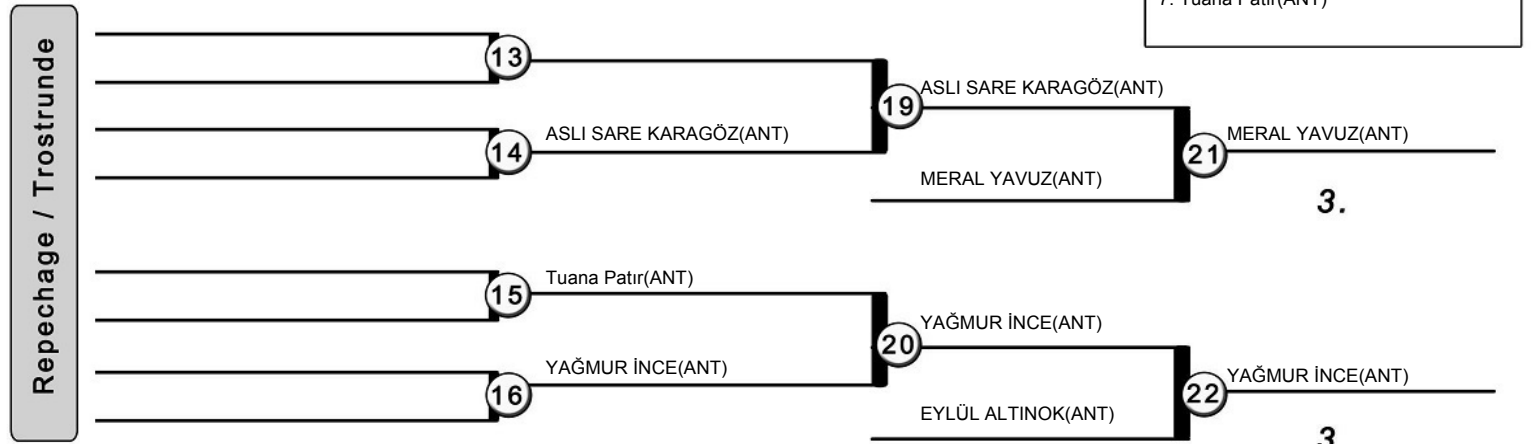 7. Tuana Patır(ANT)
Repechage / Trostrunde
13
19
ASLI SARE KARAGÖZ(ANT)
14
ASLI SARE KARAGÖZ(ANT)
21
MERAL YAVUZ(ANT)
MERAL YAVUZ(ANT)
3.
15
Tuana Patır(ANT)
20
YAĞMUR İNCE(ANT)
16
YAĞMUR İNCE(ANT)
22
YAĞMUR İNCE(ANT)
EYLÜL ALTINOK(ANT)
3